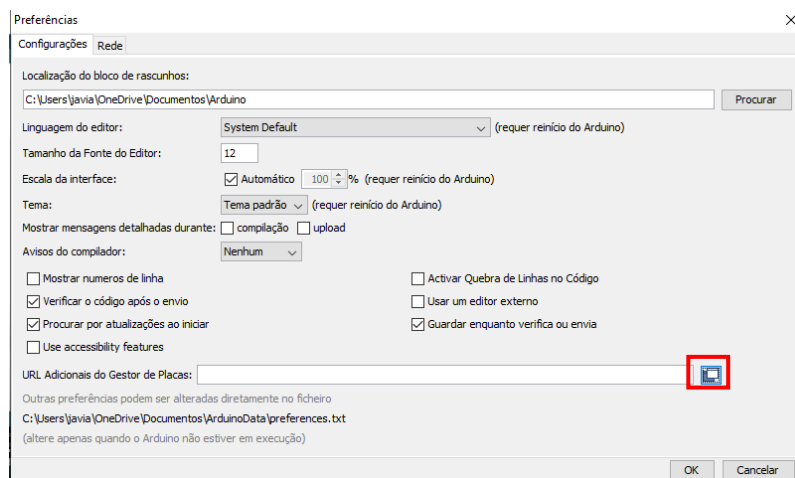 Preferências
Configurações Rede
Localização do bloco de rascunhos:
C:\Users\javia\OneDrive\Documentos\Arduino Procurar
Linguagem do editor: System Default (requer reinício do Arduino)
Tamanho da Fonte do Editor: 12
Escala da interface: Automático 100 % (requer reinício do Arduino)
Tema: Tema padrão (requer reinício do Arduino)
Mostrar mensagens detalhadas durante: compilação upload
Avisos do compilador: Nenhum
Mostrar numeros de linha Activar Quebra de Linhas no Código
Verificar o código após o envio Usar um editor externo
Procurar por atualizações ao iniciar Guardar enquanto verifica ou envia
Use accessibility features
URL Adicionais do Gestor de Placas:
Outras preferências podem ser alteradas diretamente no ficheiro
C:\Users\javia\OneDrive\Documentos\ArduinoData\preferences.txt
(altere apenas quando o Arduino não estiver em execução)
OK Cancelar